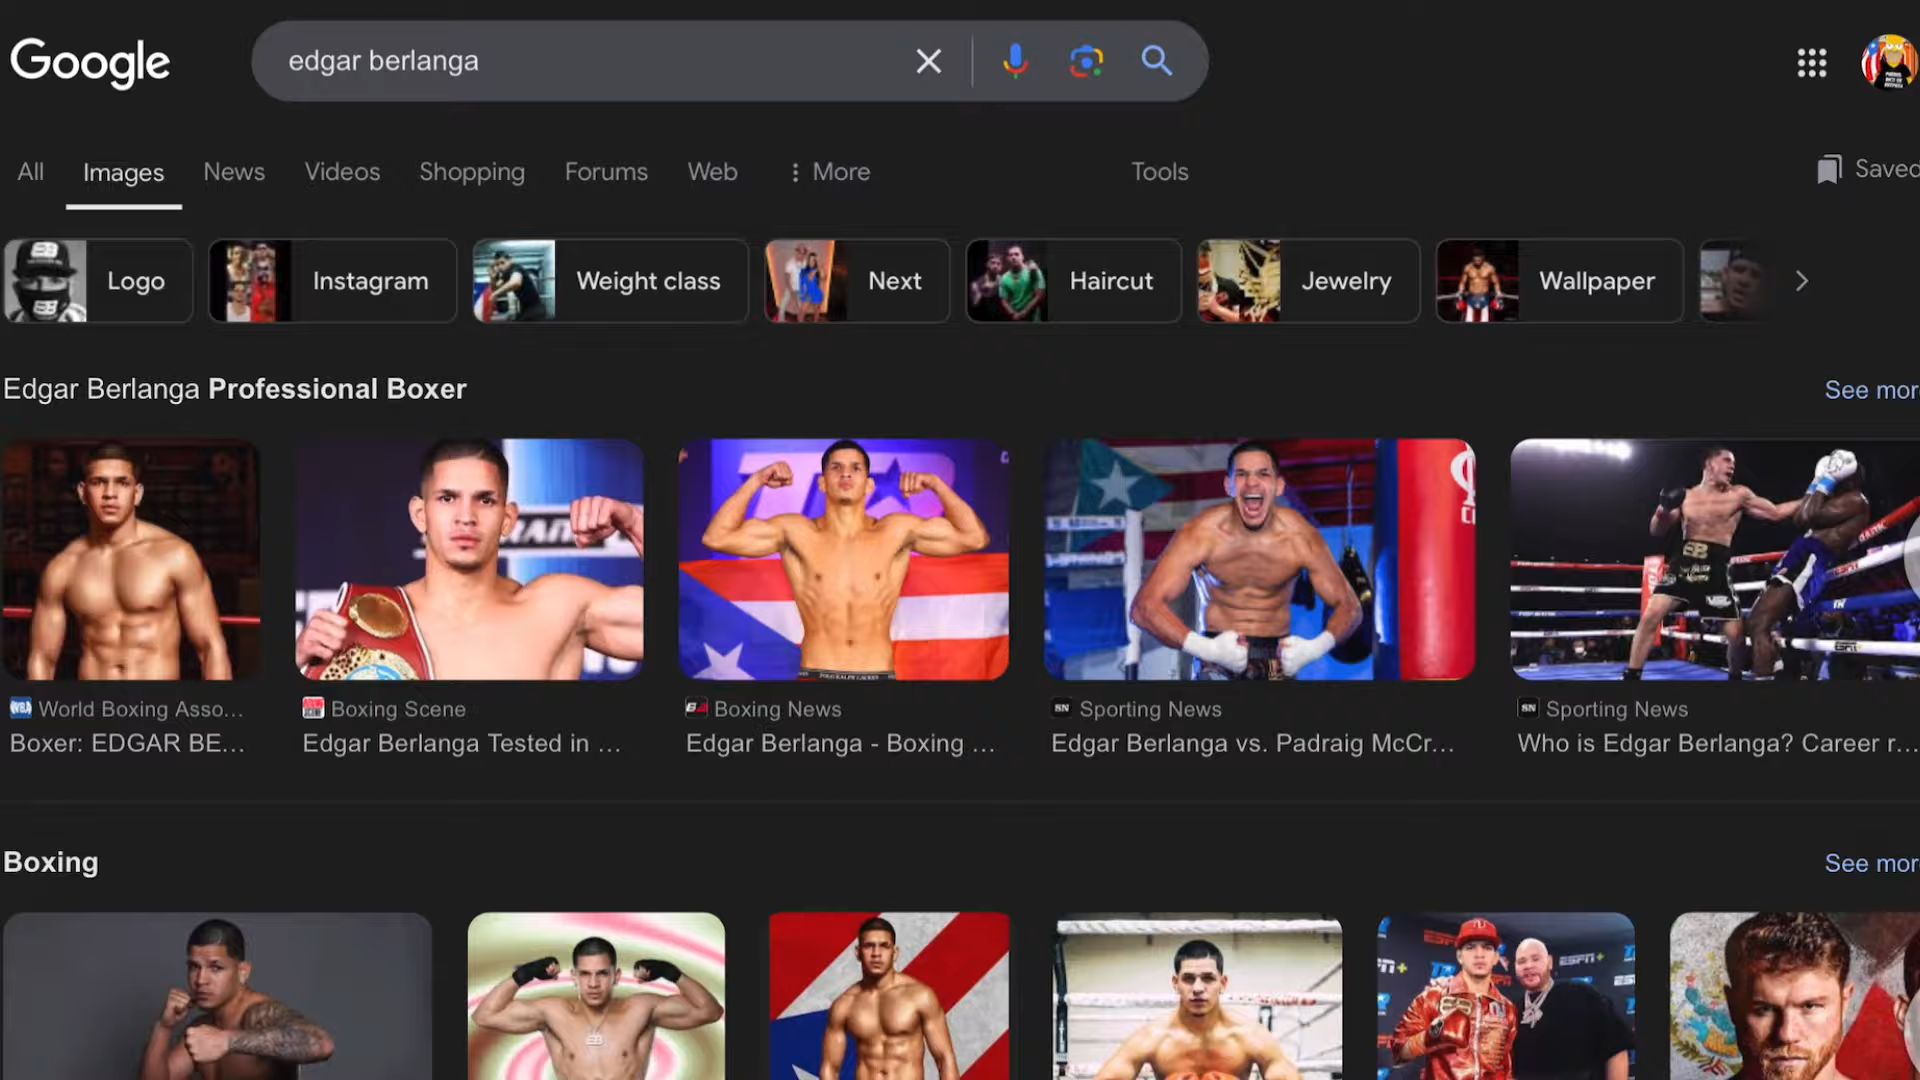 Google
edgar berlanga
All Images News Videos Shopping Forums Web More Tools
Saved
Logo Instagram Weight class Next Haircut Jewelry Wallpaper
Edgar Berlanga Professional Boxer
See mor
World Boxing Asso... Boxing Scene Boxing News Sporting News Sporting News
Boxer: EDGAR BE... Edgar Berlanga Tested in ... Edgar Berlanga - Boxing ... Edgar Berlanga vs. Padraig McCr... Who is Edgar Berlanga? Career r...
Boxing
See mor
ESPN+